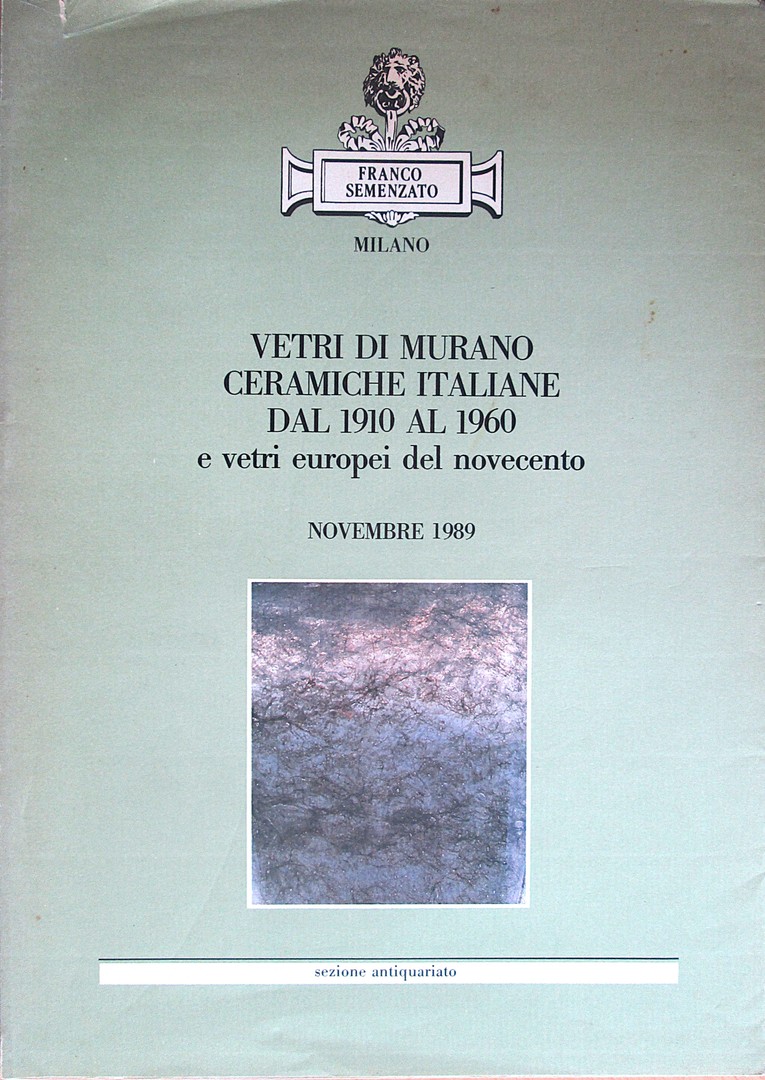 FRANCO
SEMENZATO
MILANO
VETRI DI MURANO
CERAMICHE ITALIANE
DAL 1910 AL 1960
e vetri europei del novecento
NOVEMBRE 1989
sezione antiquariato